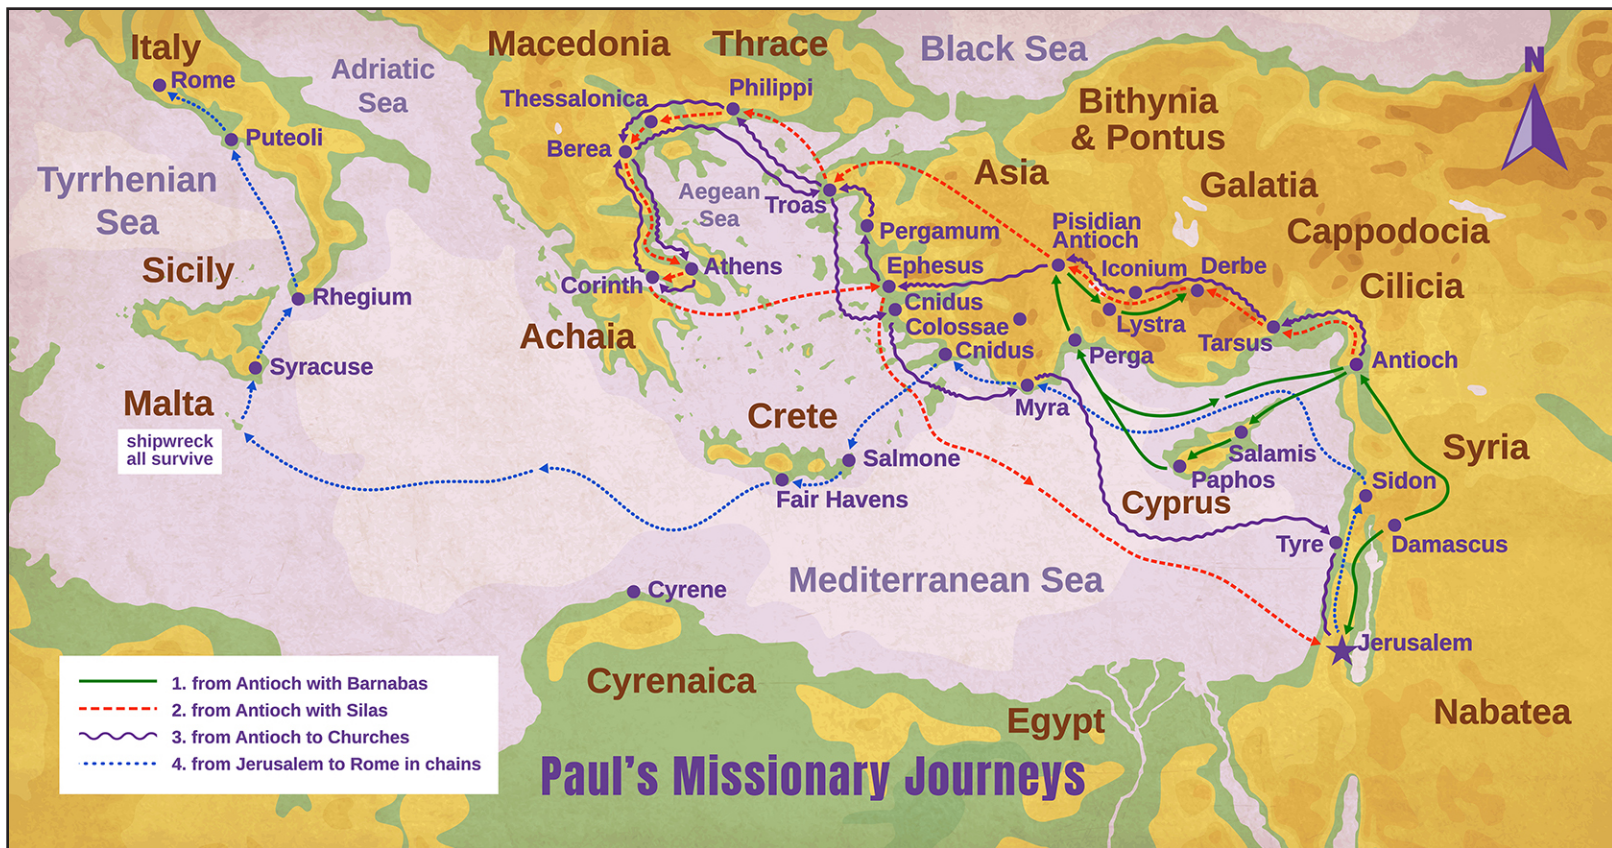 Italy
Rome
Adriatic
Sea
Macedonia
Thrace
Black Sea
N
Puteoli
Thessalonica
Philippi
Bithynia
& Pontus
Tyrrhenian
Sea
Berea
Aegean
Sea
Troas
Asia
Galatia
Pisidian
Antioch
Cappodocia
Pergamum
Sicily
Rhegium
Corinth
Athens
Ephesus
Iconium
Derbe
Cilicia
Cnidus
Colossae
Cnidus
Lystra
Tarsus
Achaia
Perga
Antioch
Syracuse
Malta
shipwreck
all survive
Crete
Myra
Salmone
Fair Havens
Salamis
Paphos
Cyprus
Syria
Sidon
Tyre
Damascus
Mediterranean Sea
Cyrene
Jerusalem
Cyrenaica
Egypt
Nabatea
1. from Antioch with Barnabas
2. from Antioch with Silas
3. from Antioch to Churches
4. from Jerusalem to Rome in chains
Paul's Missionary Journeys